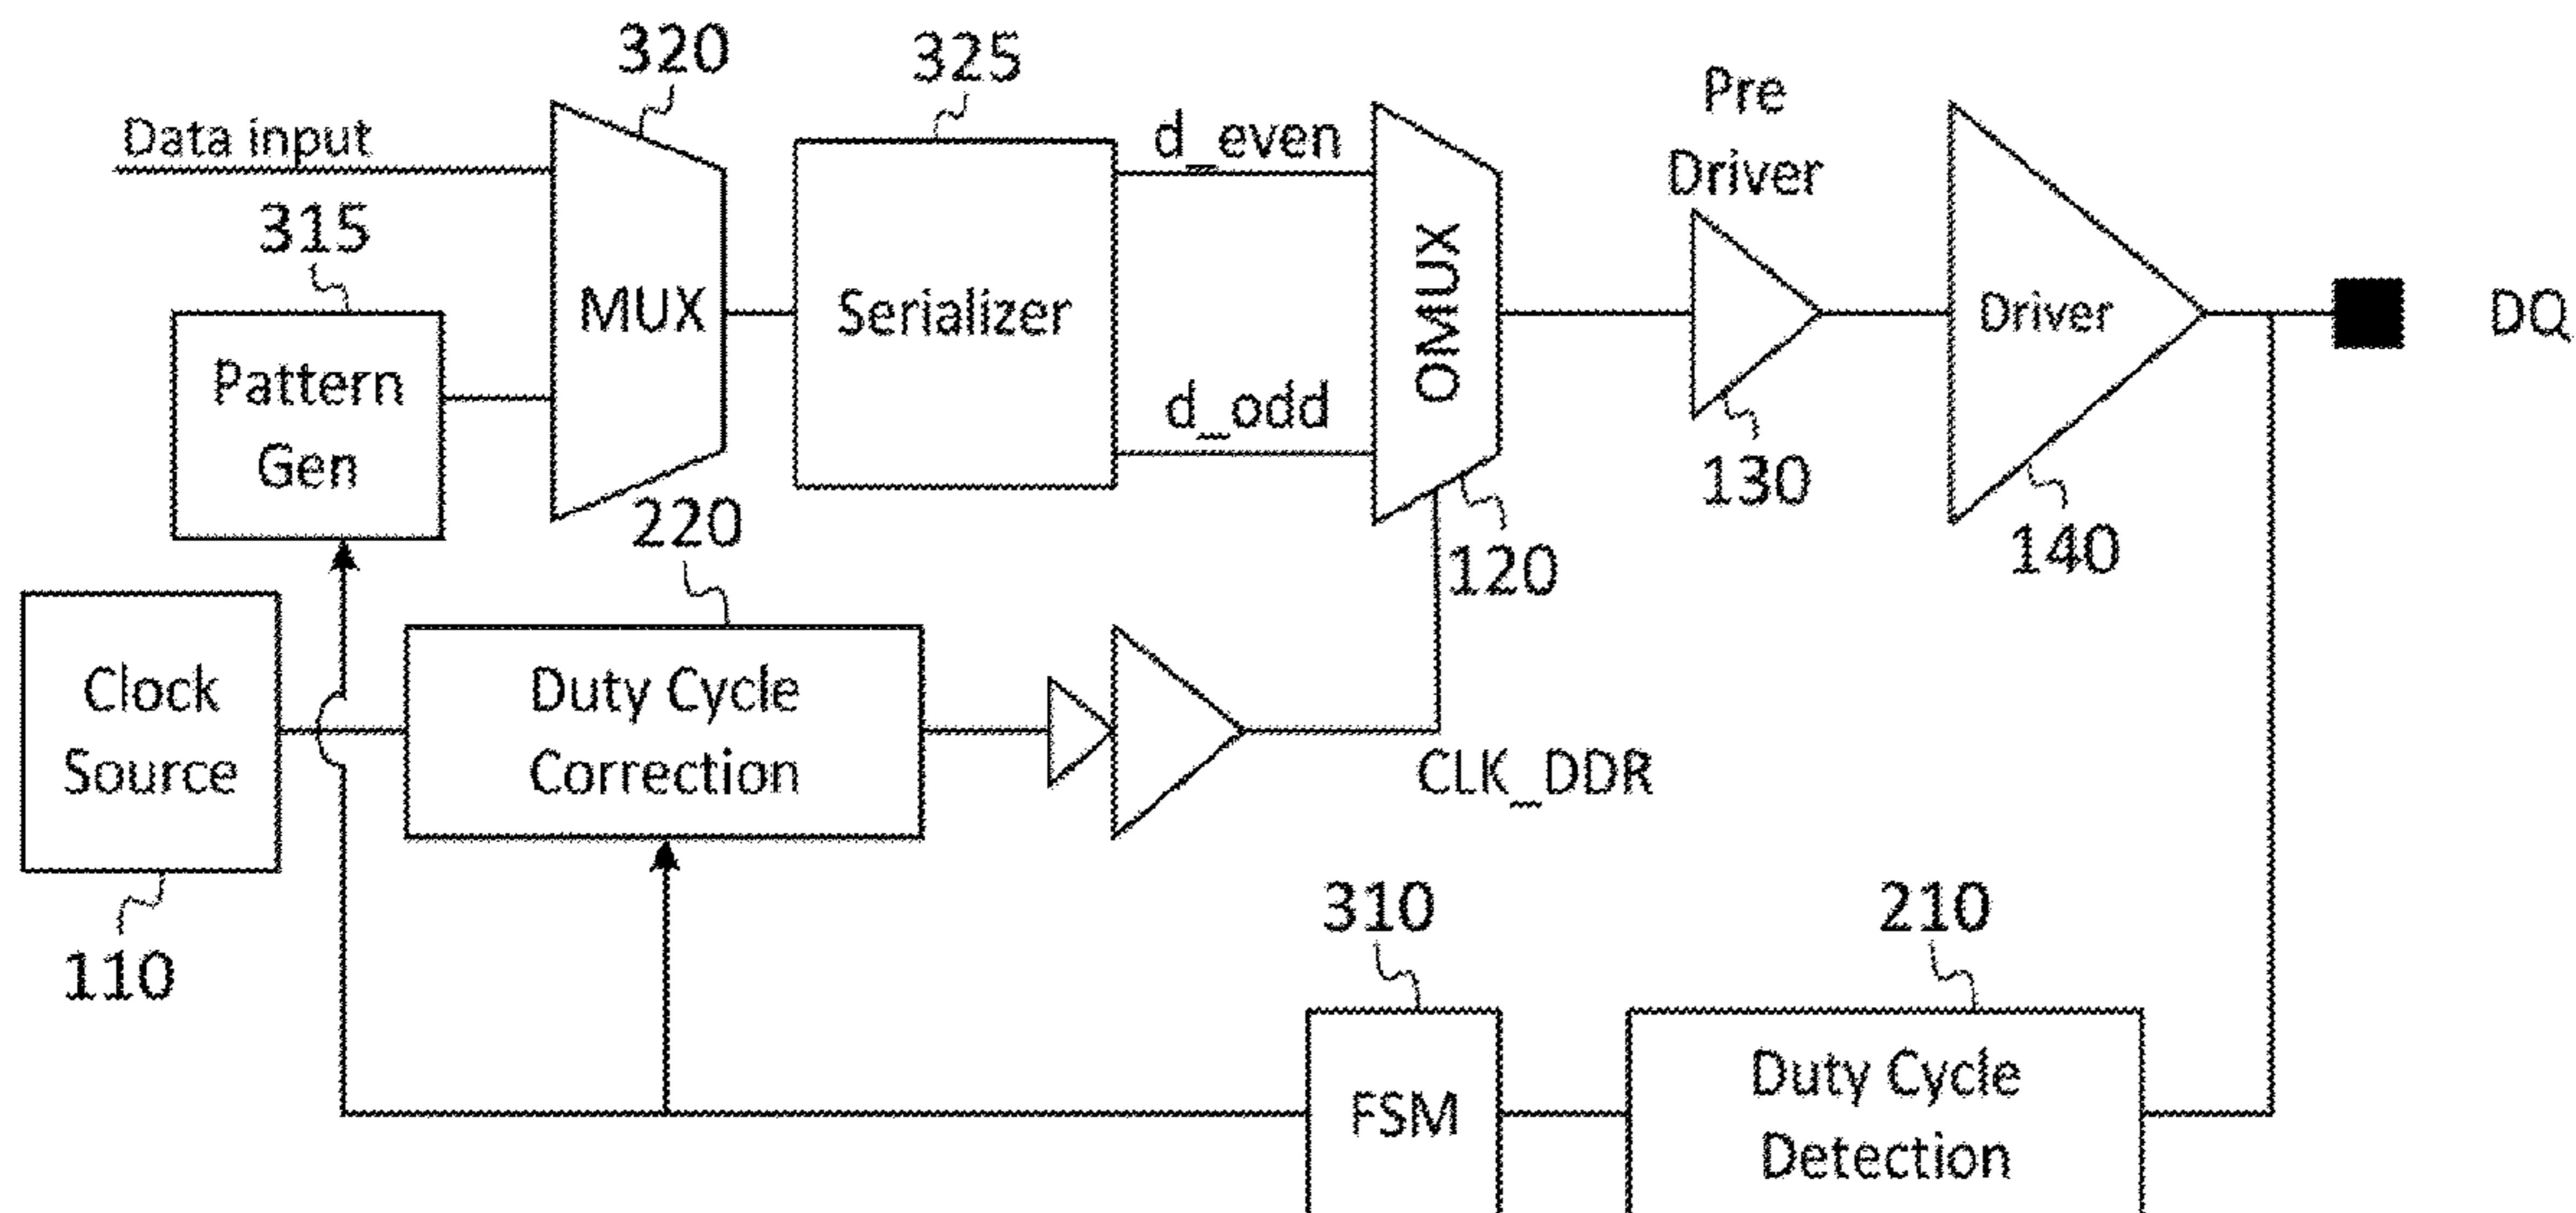 320
325
Pre
Driver
Data input
d_even
315
MUX
Serializer
OMUX
Driver
DQ
Pattern
Gen
d_odd
130
220
120
140
Clock
Source
Duty Cycle
Correction
CLK_DDR
110
310
210
FSM
Duty Cycle
Detection